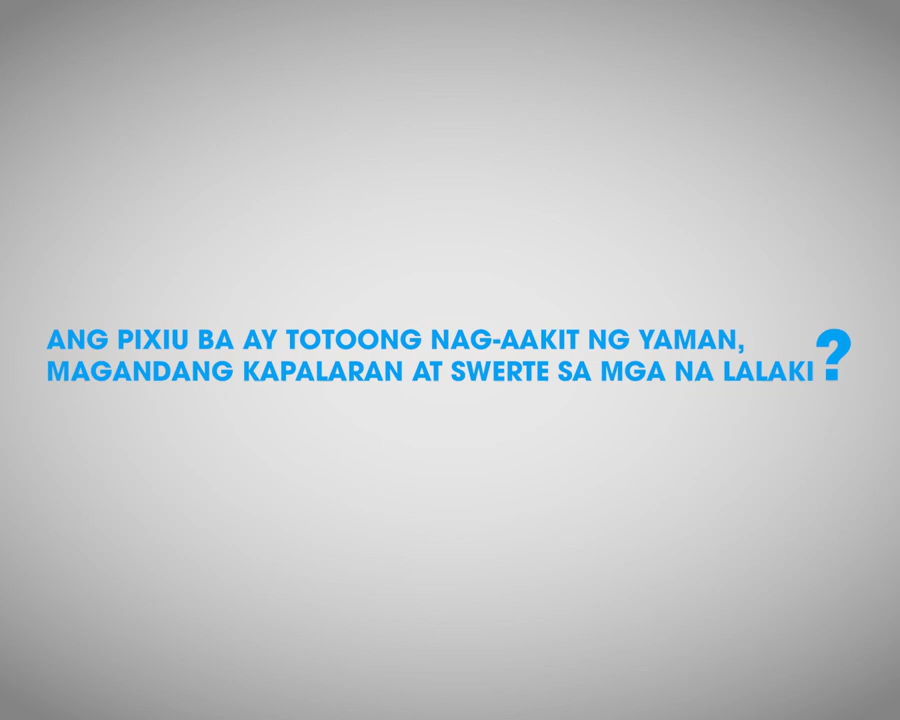 ANG PIXIU BA AY TOTOONG NAG-AAKIT NG YAMAN,
MAGANDANG KAPALARAN AT SWERTE SA MGA NA LALAKI?